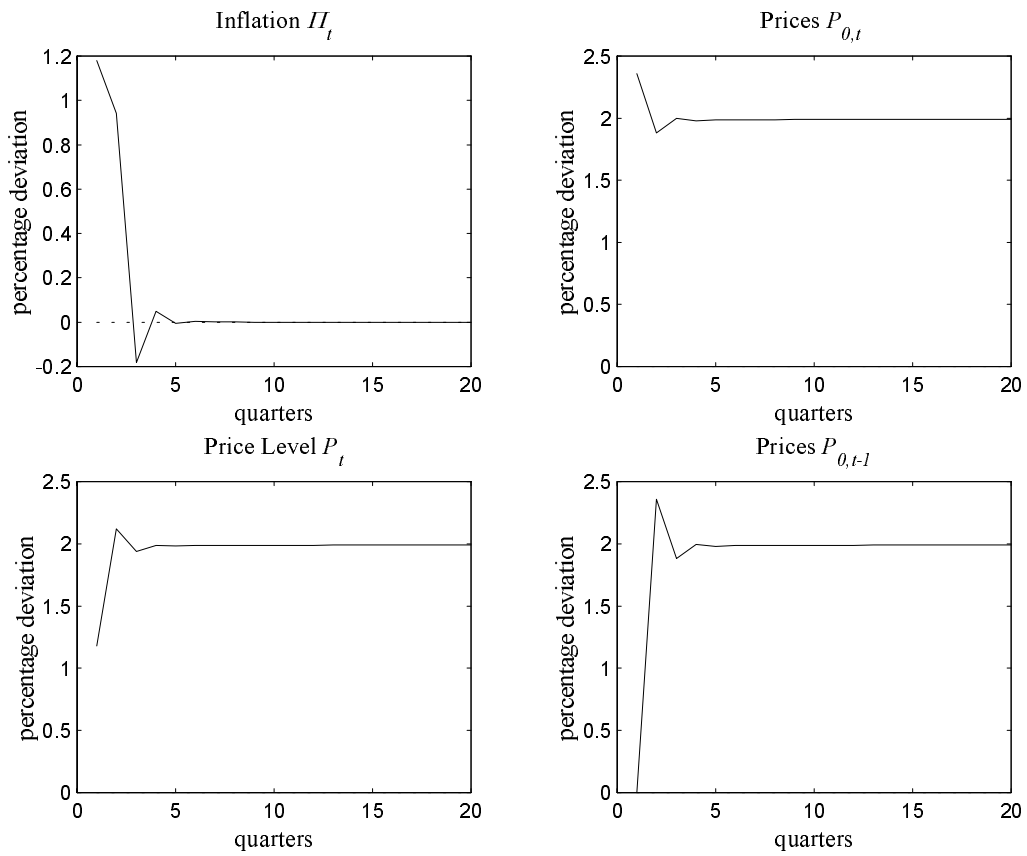 Inflation Π_t
1.2
1
0.8
0.6
0.4
0.2
0
-0.2
percentage deviation
0 5 10 15 20
quarters
Prices P_0,t
2.5
2
1.5
1
0.5
0
percentage deviation
0 5 10 15 20
quarters
Price Level P_t
2.5
2
1.5
1
0.5
0
percentage deviation
0 5 10 15 20
quarters
Prices P_0,t-1
2.5
2
1.5
1
0.5
0
percentage deviation
0 5 10 15 20
quarters